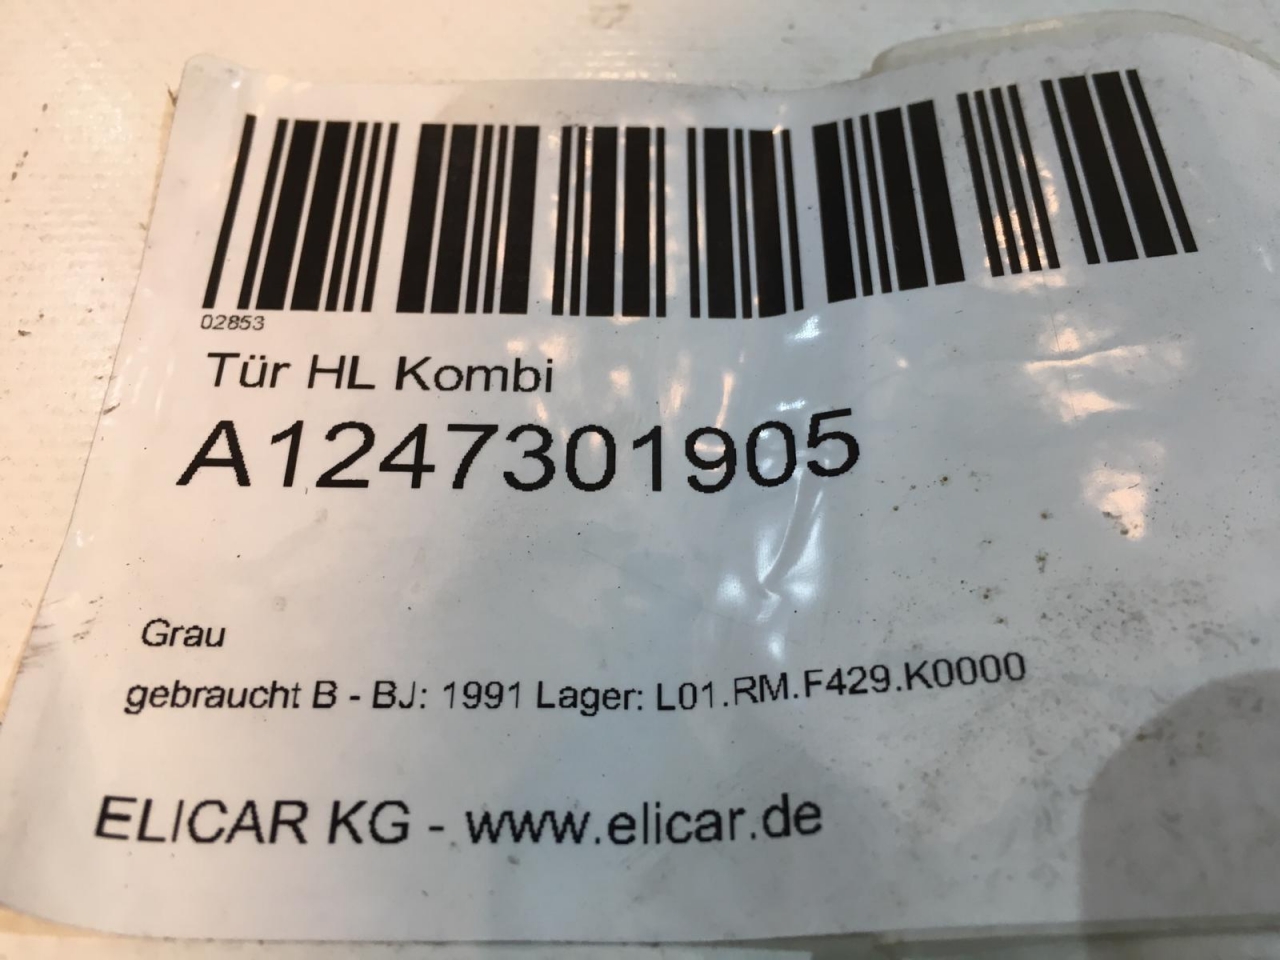 02853
Tür HL Kombi
A1247301905
Grau
gebraucht B - BJ: 1991 Lager: L01.RM.F429.K0000
ELICAR KG - www.elicar.de